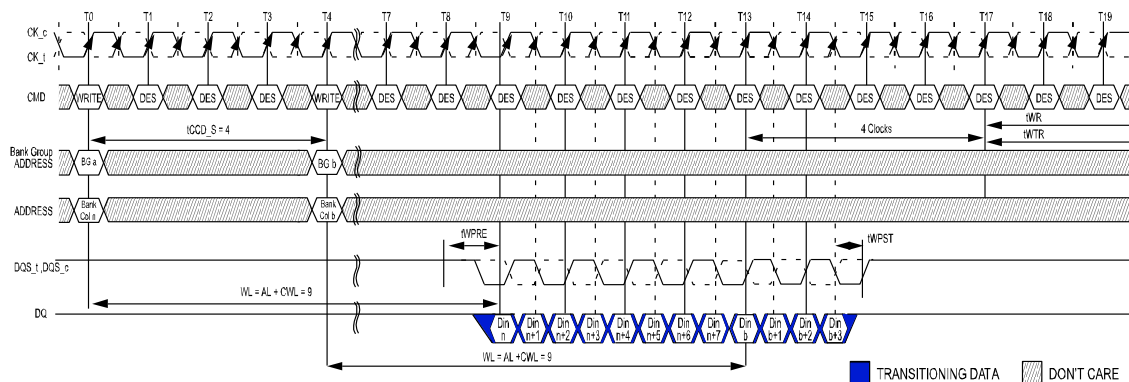 T0 T1 T2 T3 T4 T7 T8 T9 T10 T11 T12 T13 T14 T15 T16 T17 T18 T19
CK_c
CK_t
CMD WRITE DES DES DES WRITE DES DES DES DES DES DES DES DES DES DES DES DES DES
tCCD_S = 4
4 Clocks
tWR
tWTR
Bank Group
ADDRESS
BG a
BG b
ADDRESS
Bank
Col n
Bank
Col b
tWPRE
tWPST
DQS_t ,DQS_c
WL = AL + CWL = 9
DQ
Din Din Din Din Din Din Din Din Din Din Din Din
n n+1 n+2 n+3 n+4 n+5 n+6 n+7 b b+1 b+2 b+3
WL = AL +CWL = 9
TRANSITIONING DATA
DON'T CARE